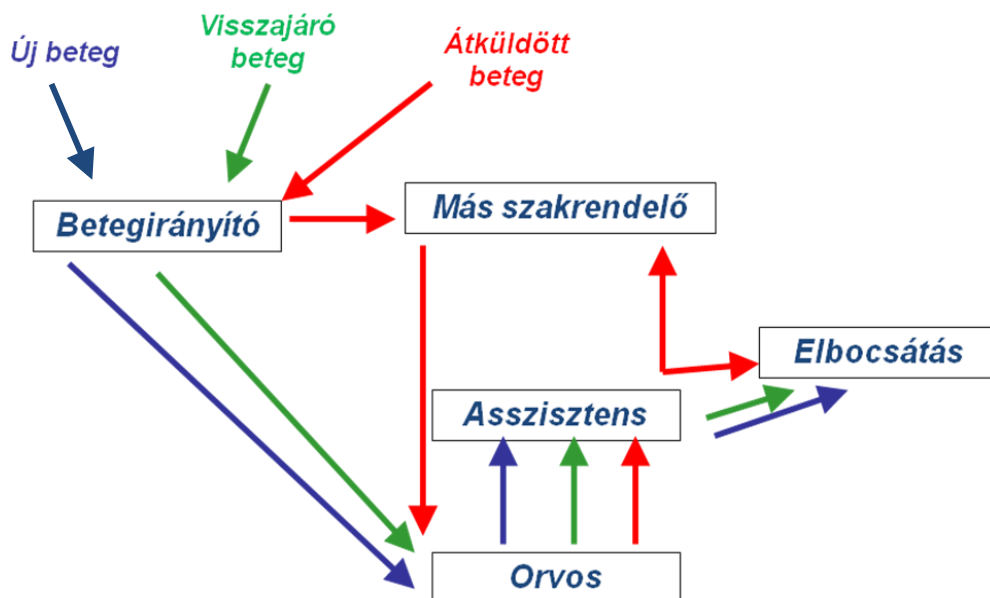 Új beteg
Visszajáró
beteg
Átküldött
beteg
Betegirányító
Más szakrendelő
Elbocsátás
Asszisztens
Orvos